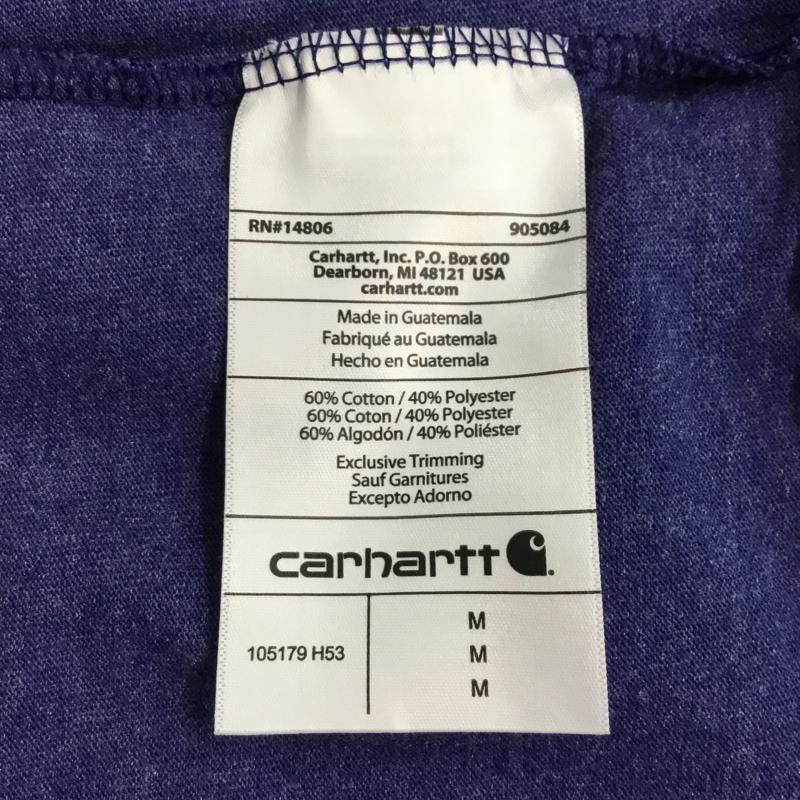 RN#14806 905084
Carhartt, Inc. P.O. Box 600
Dearborn, MI 48121 USA
carhartt.com
Made in Guatemala
Fabriqué au Guatemala
Hecho en Guatemala
60% Cotton / 40% Polyester
60% Coton / 40% Polyester
60% Algodón / 40% Poliéster
Exclusive Trimming
Sauf Garnitures
Excepto Adorno
carhartt
M
105179 H53 M
M